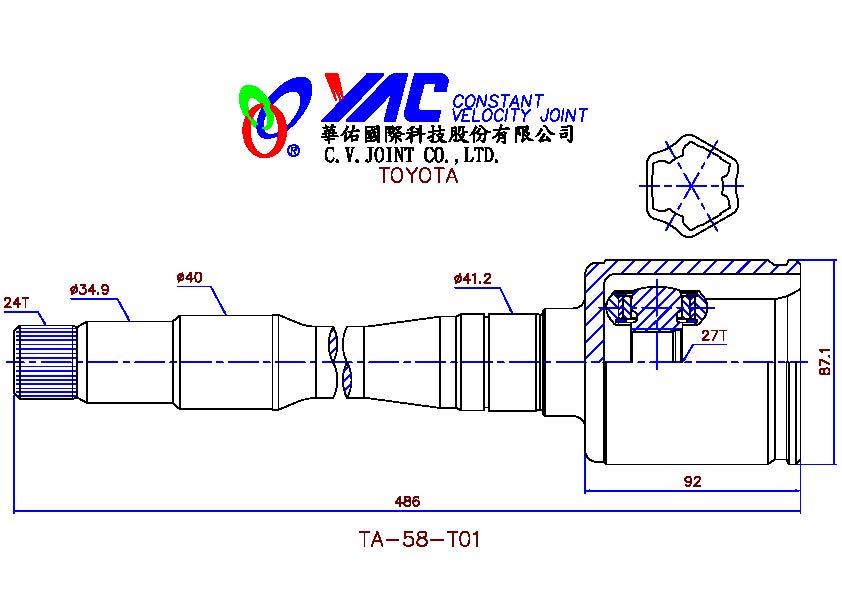 YAC CONSTANT
VELOCITY JOINT
華佑國際科技股份有限公司
®
C.V.JOINT CO.,LTD.
TOYOTA
ø40
ø41.2
ø34.9
24T
27T
87.1
92
486
TA-58-T01